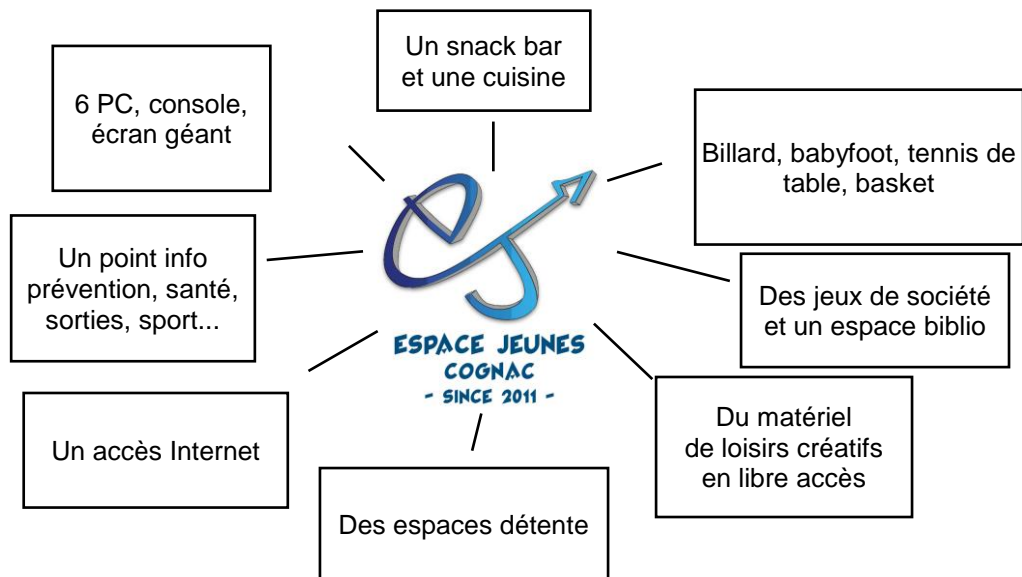 Un snack bar
et une cuisine
6 PC, console,
écran géant
Billard, babyfoot, tennis de
table, basket
Un point info
prévention, santé,
sorties, sport...
Des jeux de société
et un espace biblio
ESPACE JEUNES
COGNAC
- SINCE 2011 -
Un accès Internet
Du matériel
de loisirs créatifs
en libre accès
Des espaces détente